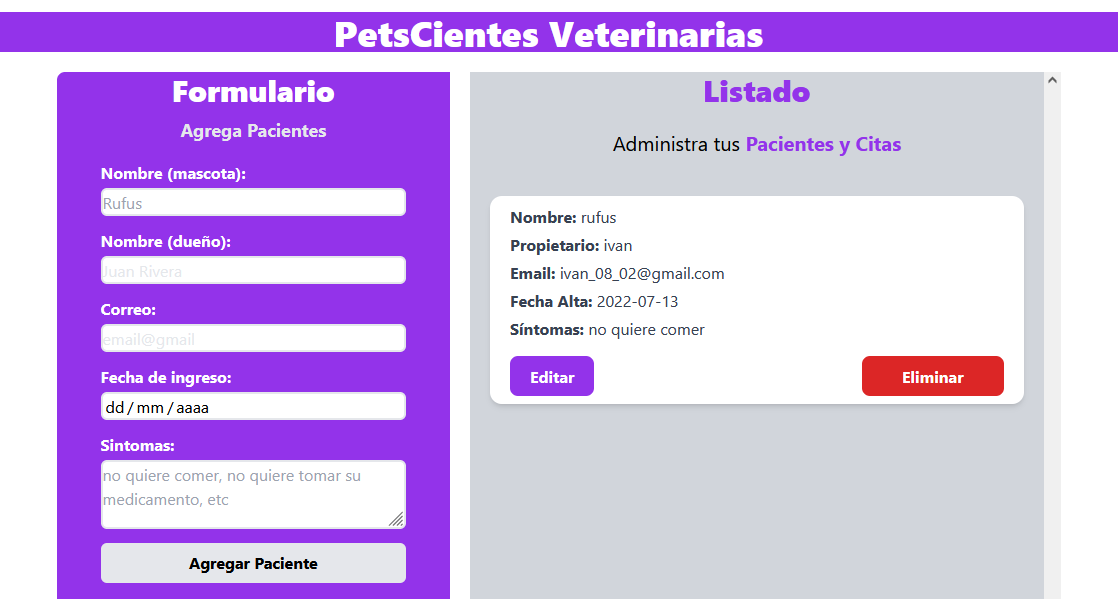 PetsCientes Veterinarias
Formulario
Agrega Pacientes
Nombre (mascota):
Rufus
Nombre (dueño):
Juan Rivera
Correo:
email@gmail
Fecha de ingreso:
dd/mm/aaaa
Sintomas:
no quiere comer, no quiere tomar su
medicamento, etc
Agregar Paciente
Listado
Administra tus Pacientes y Citas
Nombre: rufus
Propietario: ivan
Email: ivan_08_02@gmail.com
Fecha Alta: 2022-07-13
Síntomas: no quiere comer
Editar
Eliminar